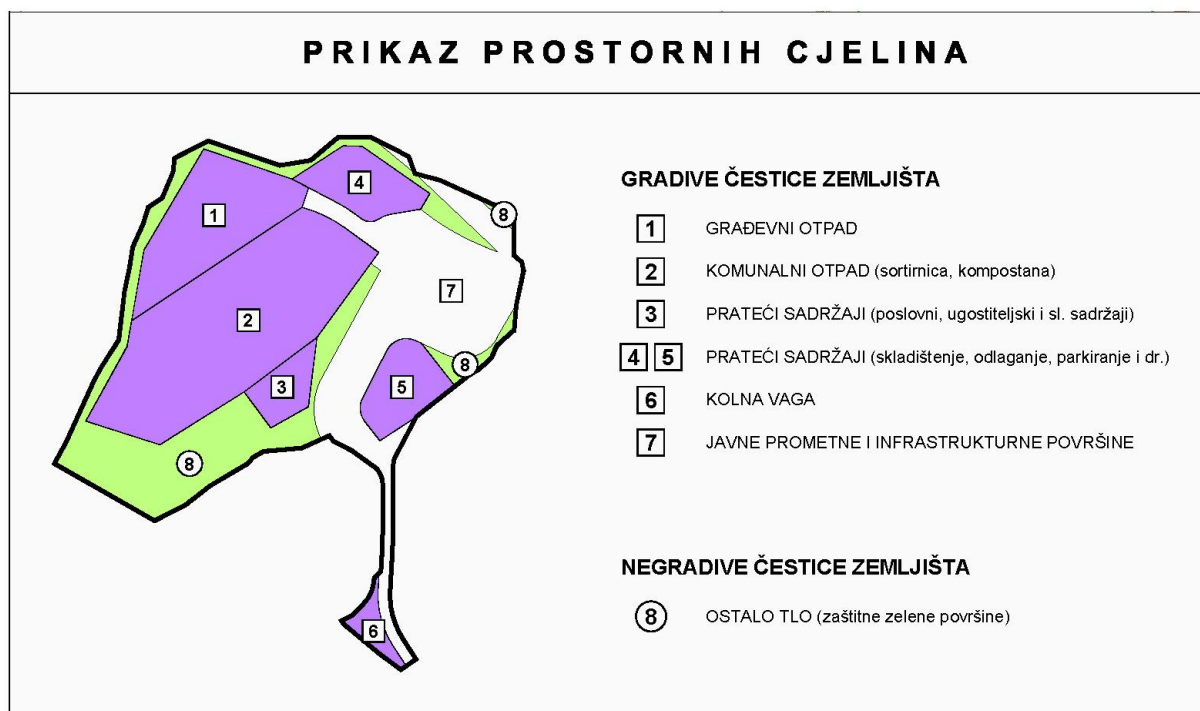 PRIKAZ PROSTORNIH CJELINA
4
1
8
7
2
3
5
8
8
6
GRADIVE ČESTICE ZEMLJIŠTA
1 GRAĐEVNI OTPAD
2 KOMUNALNI OTPAD (sortirnica, kompostana)
3 PRATEĆI SADRŽAJI (poslovni, ugostiteljski i sl. sadržaji)
4 5 PRATEĆI SADRŽAJI (skladištenje, odlaganje, parkiranje i dr.)
6 KOLNA VAGA
7 JAVNE PROMETNE I INFRASTRUKTURNE POVRŠINE
NEGRADIVE ČESTICE ZEMLJIŠTA
8 OSTALO TLO (zaštitne zelene površine)